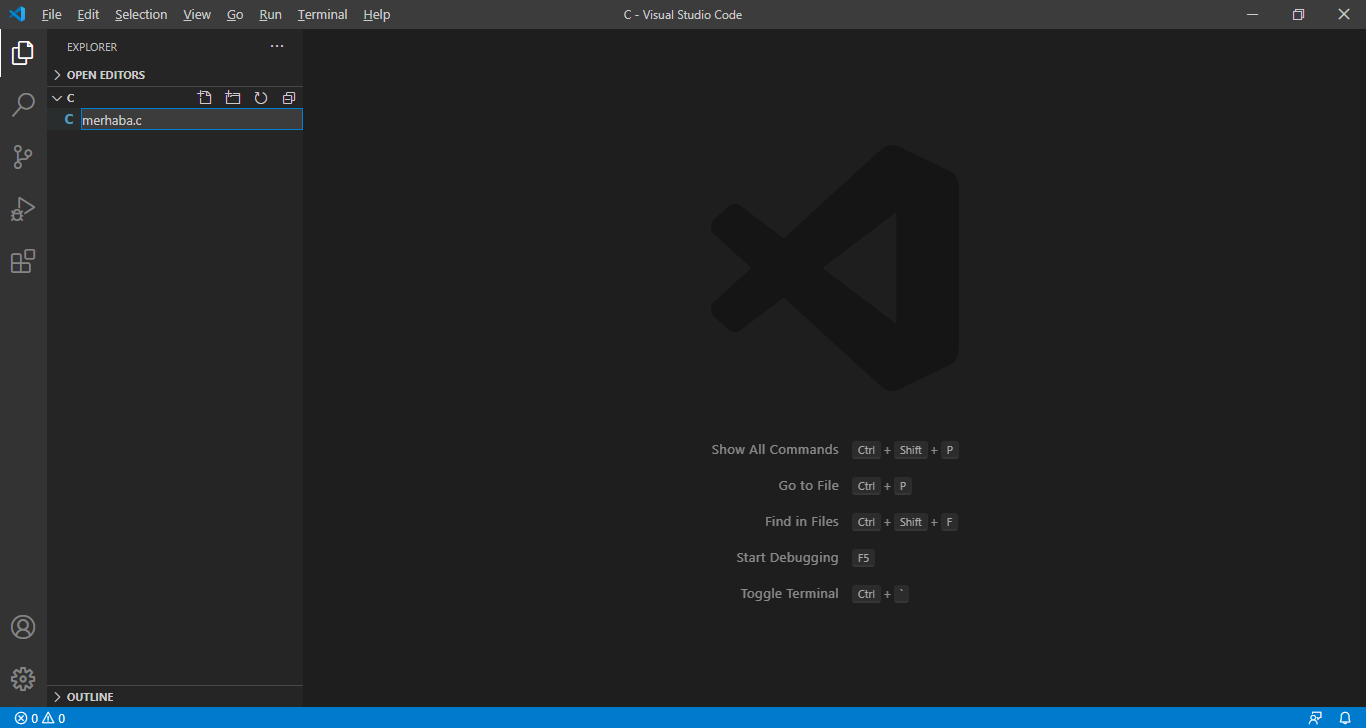 File Edit Selection View Go Run Terminal Help C - Visual Studio Code
EXPLORER ...
OPEN EDITORS
C
C merhaba.c
Show All Commands Ctrl + Shift + P
Go to File Ctrl + P
Find in Files Ctrl + Shift + F
Start Debugging F5
Toggle Terminal Ctrl + `
OUTLINE
0 0